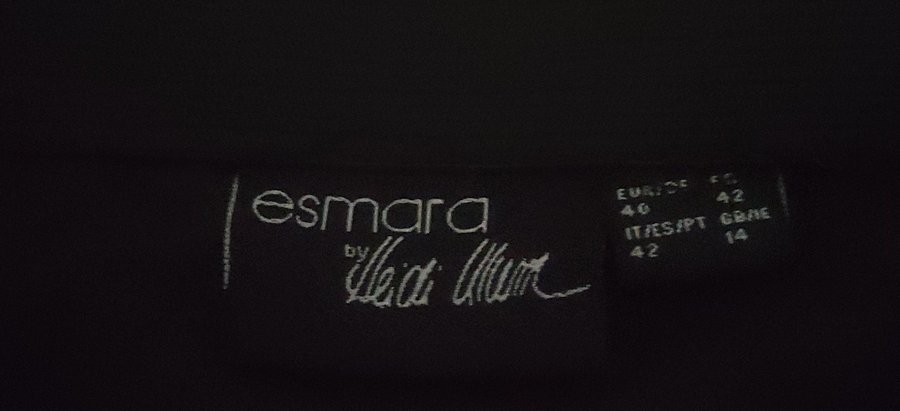 esmara
by Heidi Klum
EUR/DE FR
40 42
IT/ES/PT GB/IE
42 14